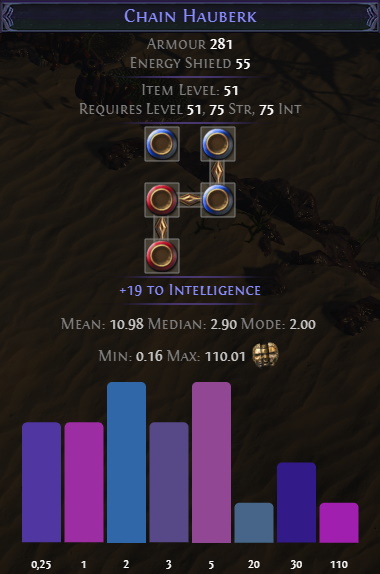 Chain Hauberk
Armour 281
Energy Shield 55
Item Level: 51
Requires Level 51, 75 Str, 75 Int
+19 to Intelligence
Mean: 10.98 Median: 2.90 Mode: 2.00
Min: 0.16 Max: 110.01
0,25 1 2 3 5 20 30 110